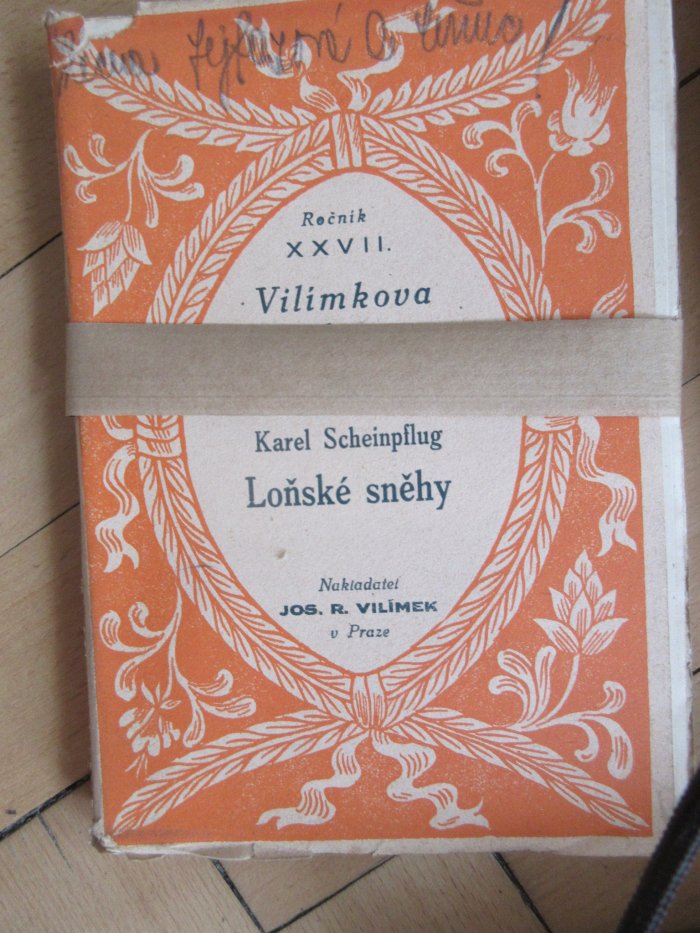 Ročník
XXVII.
Vilímkova
Karel Scheinpflug
Loňské sněhy
Nakladatel
JOS. R. VILÍMEK
v Praze